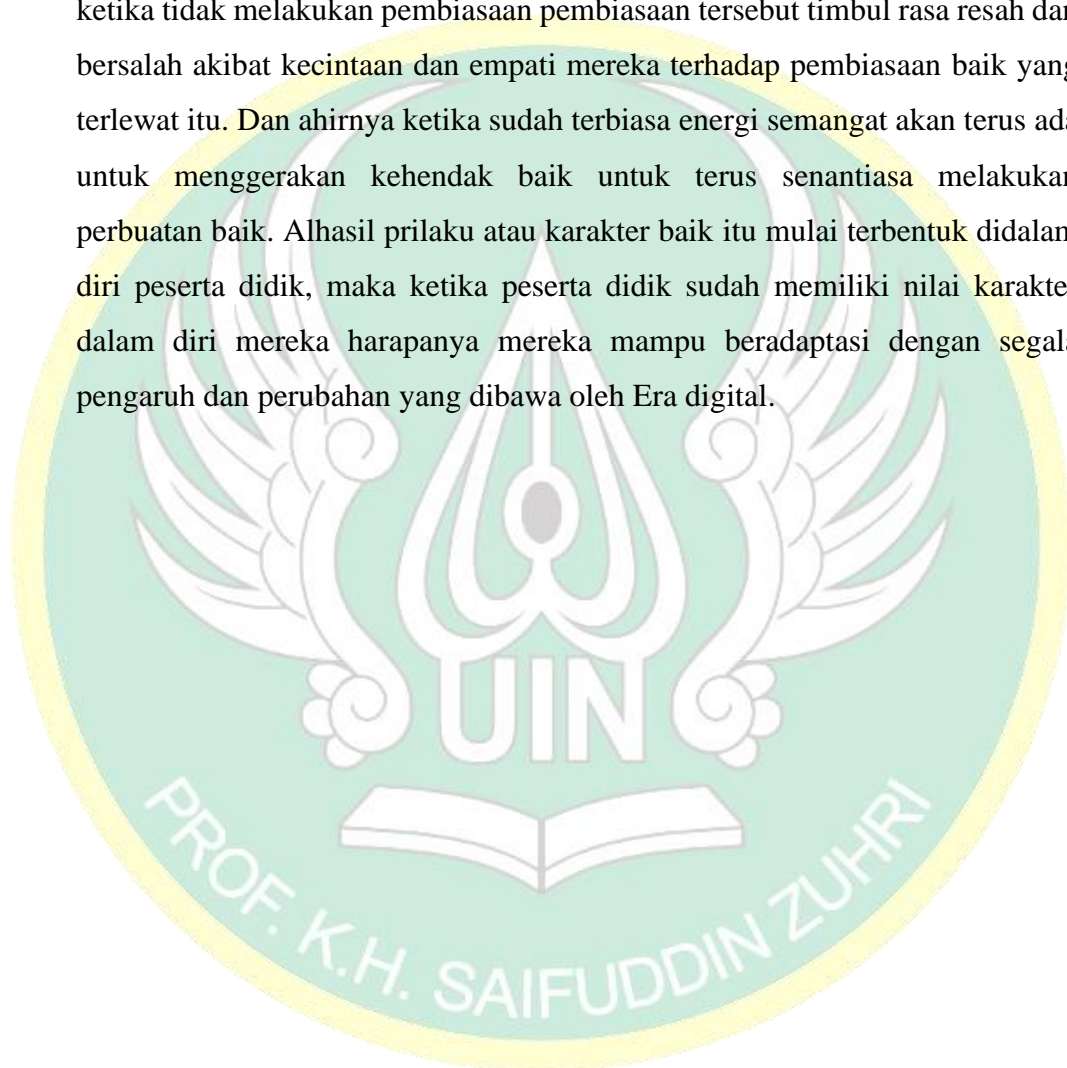 ketika tidak melakukan pembiasaan pembiasaan tersebut timbul rasa resah dan
bersalah akibat kecintaan dan empati mereka terhadap pembiasaan baik yang
terlewat itu. Dan ahirnya ketika sudah terbiasa energi semangat akan terus ada
untuk menggerakan kehendak baik untuk terus senantiasa melakukan
perbuatan baik. Alhasil prilaku atau karakter baik itu mulai terbentuk didalam
diri peserta didik, maka ketika peserta didik sudah memiliki nilai karakter
dalam diri mereka harapanya mereka mampu beradaptasi dengan segala
pengaruh dan perubahan yang dibawa oleh Era digital.
UIN
PROF. K.H. SAIFUDDIN ZUHRI